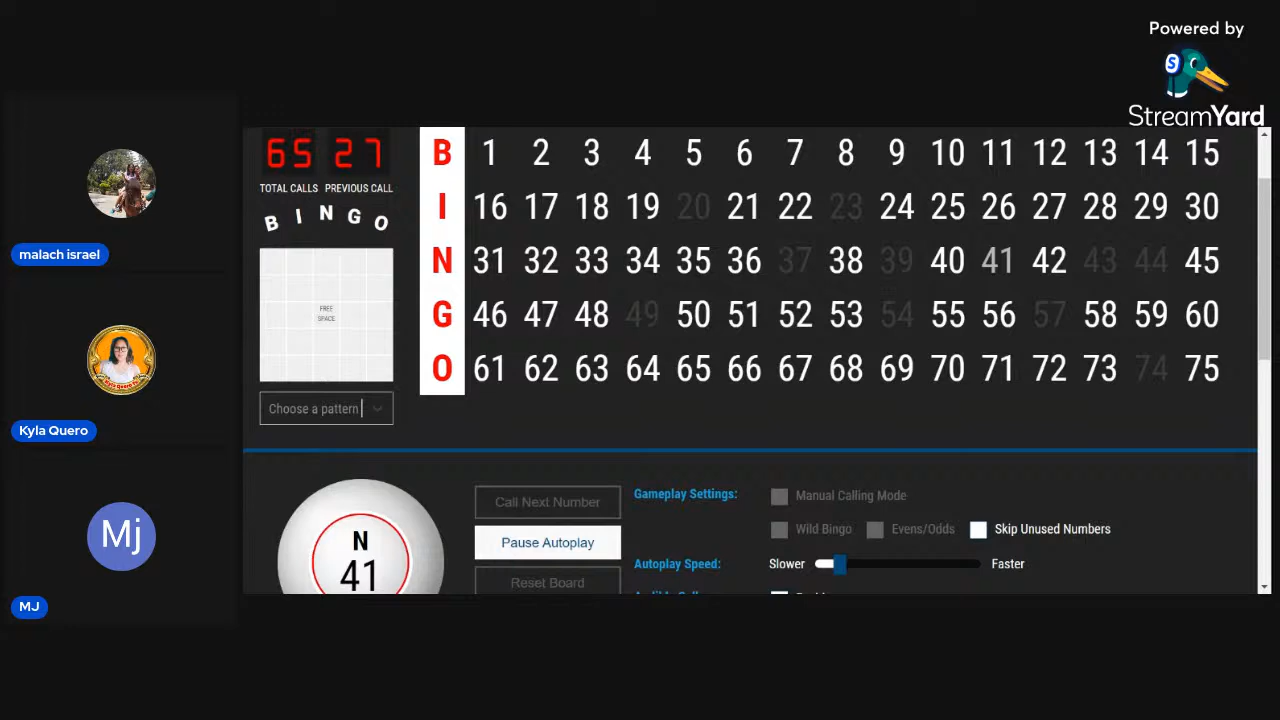 Powered by
S
StreamYard
malach israel
Kyla Quero
Mj
MJ
65 27
TOTAL CALLS PREVIOUS CALL
B I N G O
FREE
SPACE
Choose a pattern
B 1 2 3 4 5 6 7 8 9 10 11 12 13 14 15
I 16 17 18 19 20 21 22 23 24 25 26 27 28 29 30
N 31 32 33 34 35 36 37 38 39 40 41 42 43 44 45
G 46 47 48 49 50 51 52 53 54 55 56 57 58 59 60
O 61 62 63 64 65 66 67 68 69 70 71 72 73 74 75
N
41
Call Next Number
Pause Autoplay
Reset Board
Gameplay Settings:
Manual Calling Mode
Wild Bingo Evens/Odds Skip Unused Numbers
Autoplay Speed:
Slower Faster